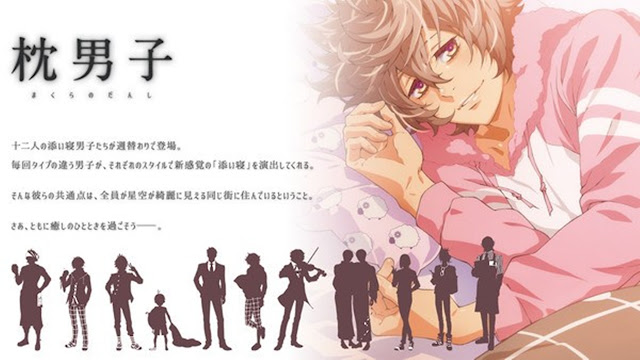 枕男子
まくらのだんし
十二人の添い寝男子たちが週替わりで登場。
毎回タイプの違う男子が、それぞれのスタイルで新感覚の「添い寝」を演出してくれる。
そんな彼らの共通点は、全員が星空が綺麗に見える同じ街に住んでいるということ。
さあ、ともに癒しのひとときを過ごそう――。